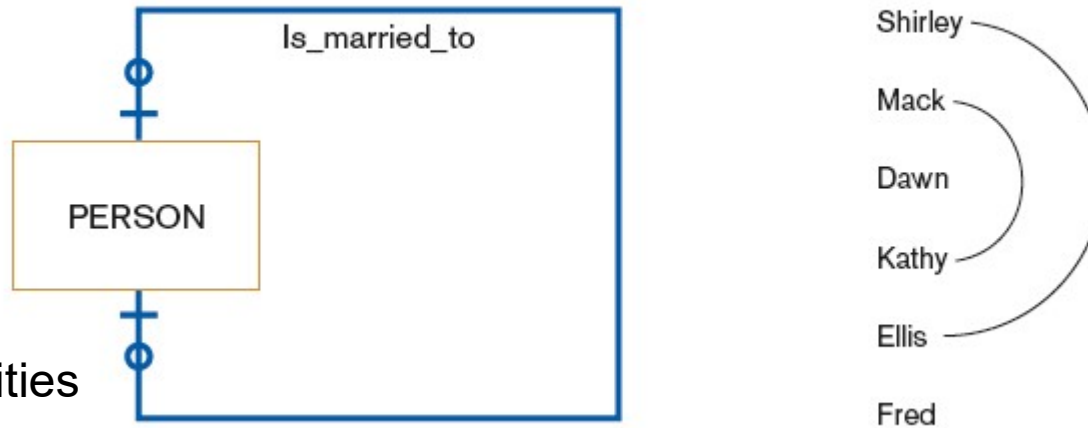 Is_married_to
PERSON
ities
Shirley
Mack
Dawn
Kathy
Ellis
Fred